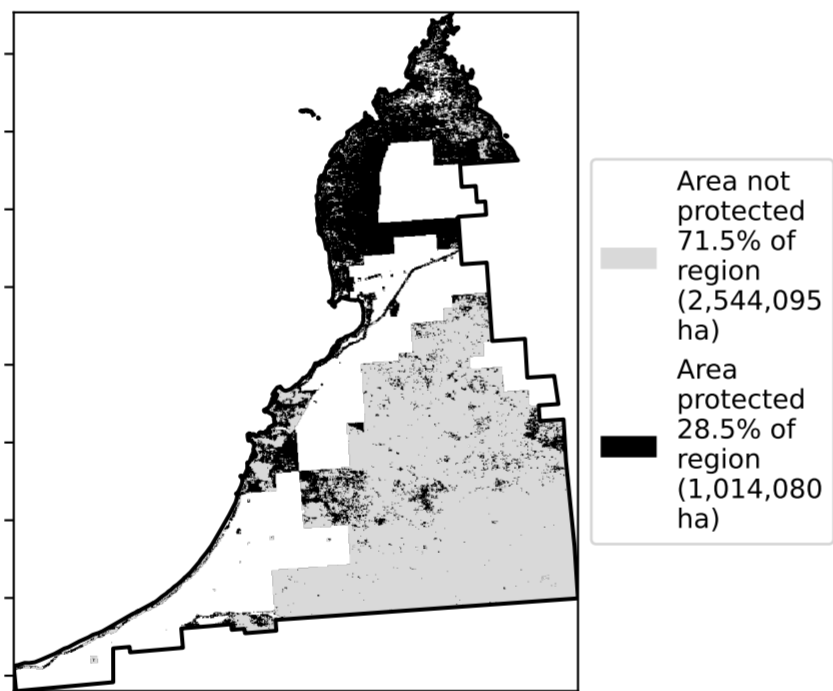 Area not
protected
71.5% of
region
(2,544,095
ha)
Area
protected
28.5% of
region
(1,014,080
ha)